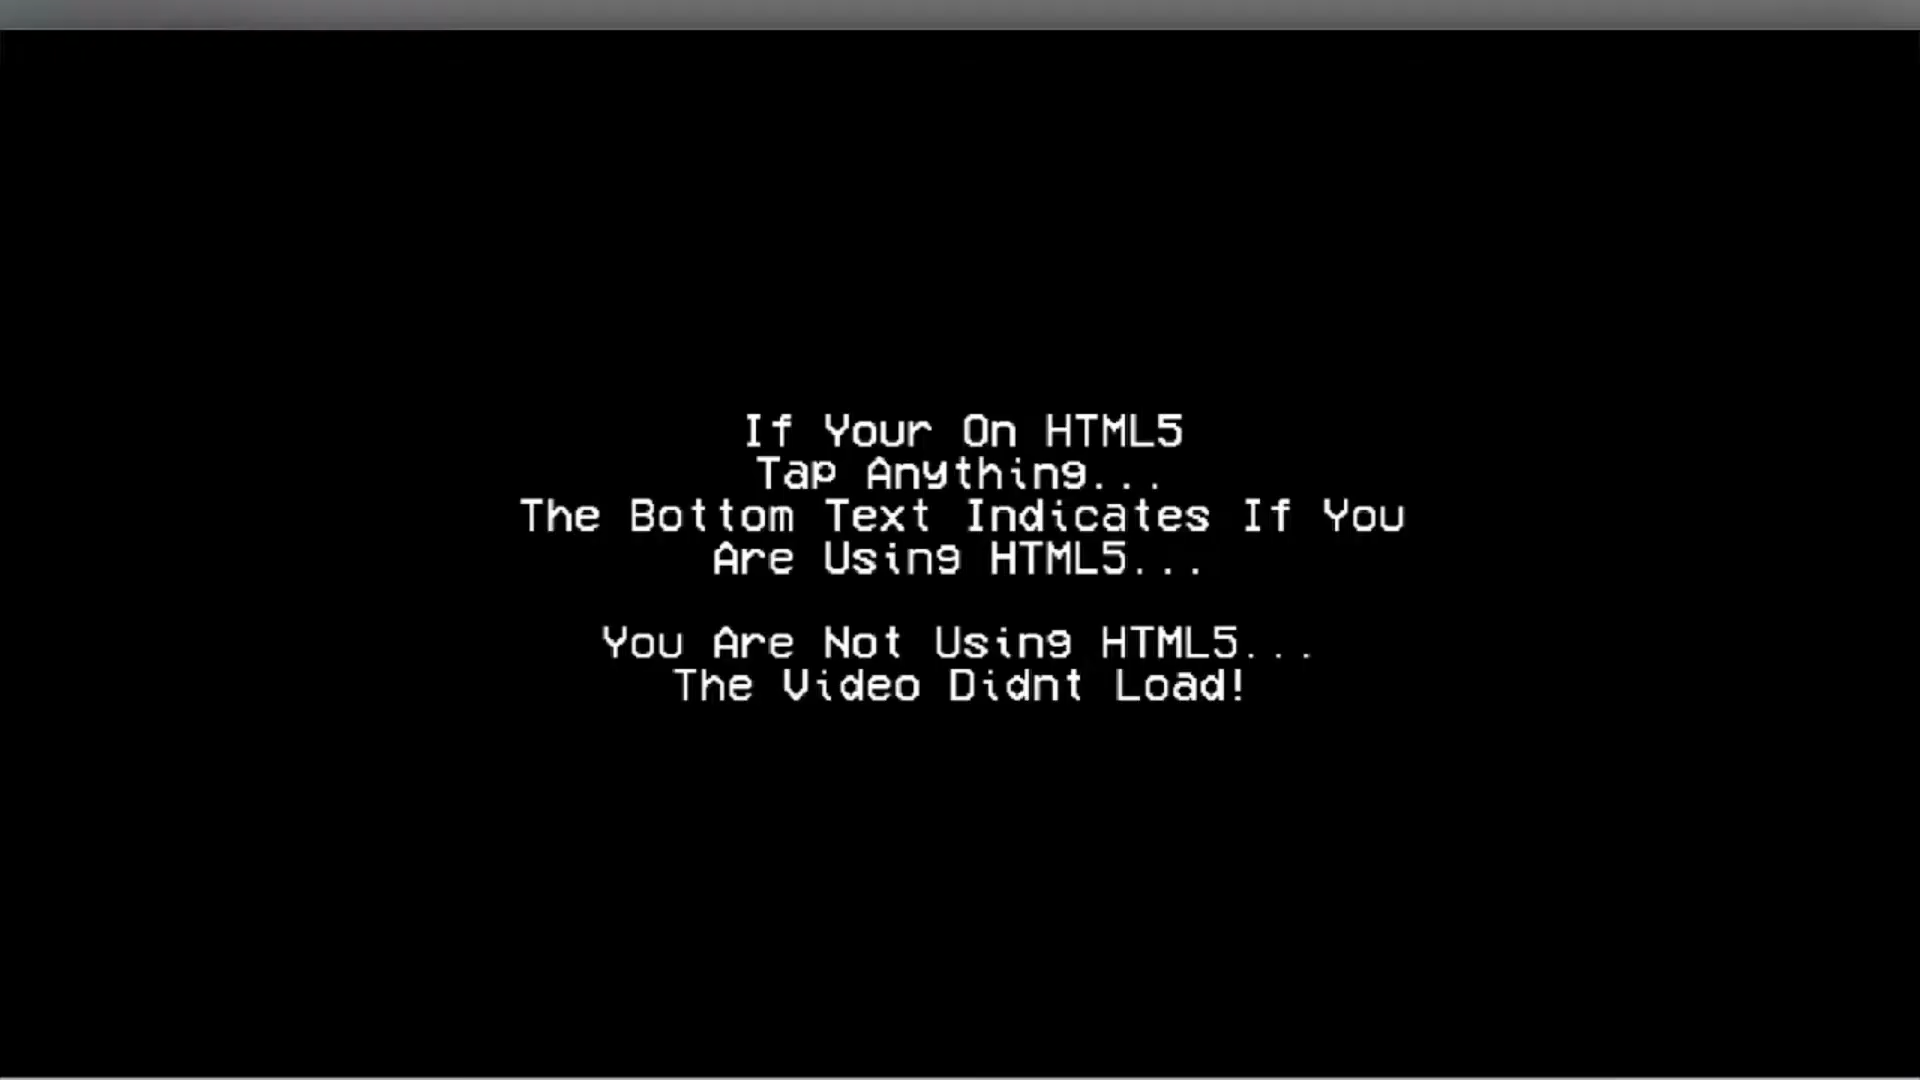 If Your On HTML5
Tap Anything...
The Bottom Text Indicates If You
Are Using HTML5...
You Are Not Using HTML5...
The Video Didnt Load!